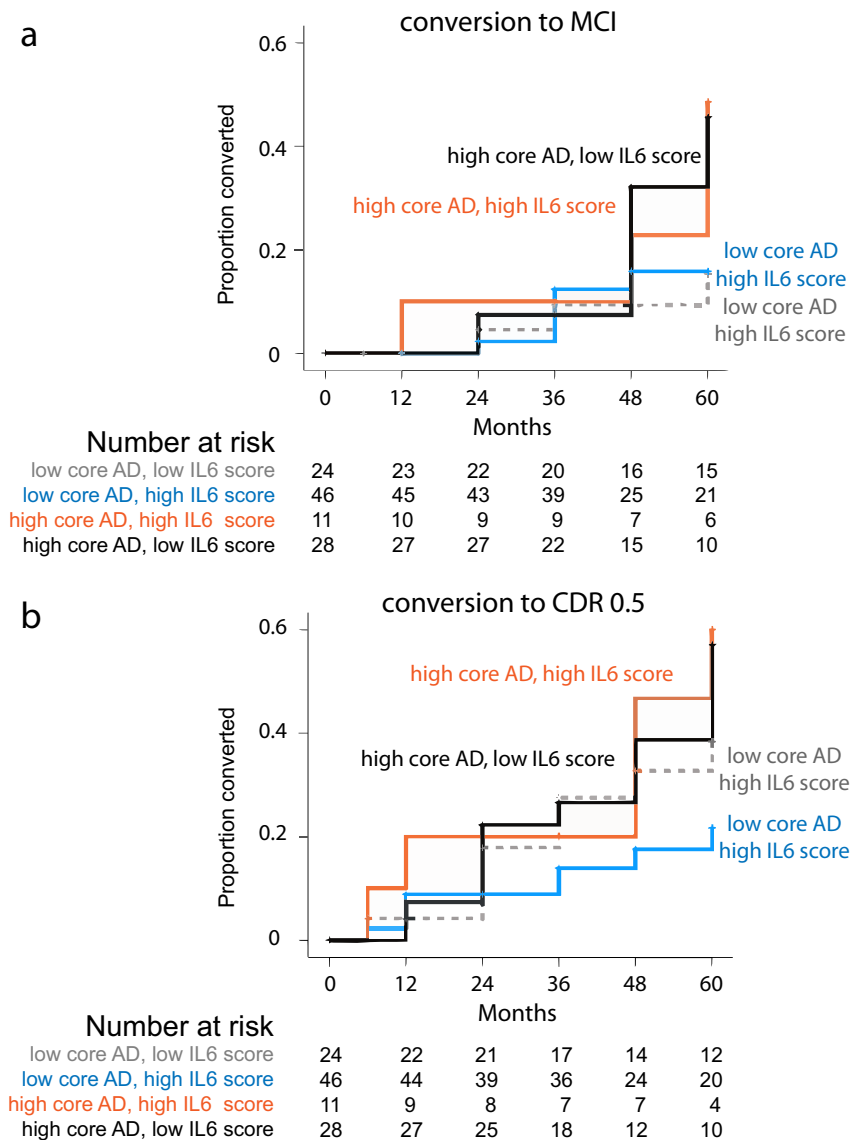 a
conversion to MCI
Proportion converted
0.6
0.4
0.2
0
high core AD, low IL6 score
high core AD, high IL6 score
low core AD
high IL6 score
low core AD
high IL6 score
0 12 24 36 48 60
Months
Number at risk
low core AD, low IL6 score 24 23 22 20 16 15
low core AD, high IL6 score 46 45 43 39 25 21
high core AD, high IL6 score 11 10 9 9 7 6
high core AD, low IL6 score 28 27 27 22 15 10
b
conversion to CDR 0.5
Proportion converted
0.6
0.4
0.2
0
high core AD, high IL6 score
high core AD, low IL6 score
low core AD
high IL6 score
low core AD
high IL6 score
0 12 24 36 48 60
Months
Number at risk
low core AD, low IL6 score 24 22 21 17 14 12
low core AD, high IL6 score 46 44 39 36 24 20
high core AD, high IL6 score 11 9 8 7 7 4
high core AD, low IL6 score 28 27 25 18 12 10